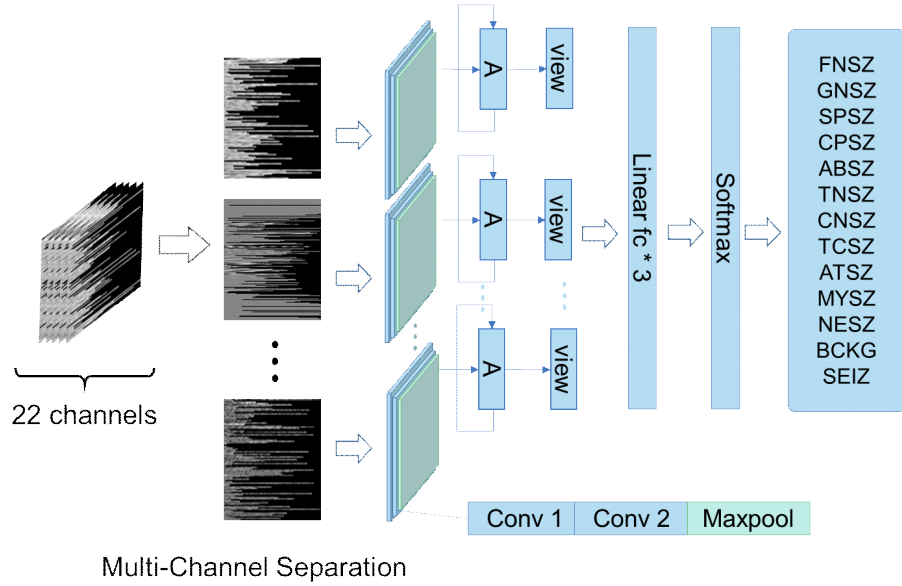 A
view
A
view
A
view
Linear fc * 3
Softmax
FNSZ
GNSZ
SPSZ
CPSZ
ABSZ
TNSZ
CNSZ
TCSZ
ATSZ
MYSZ
NESZ
BCKG
SEIZ
22 channels
Conv 1 Conv 2 Maxpool
Multi-Channel Separation